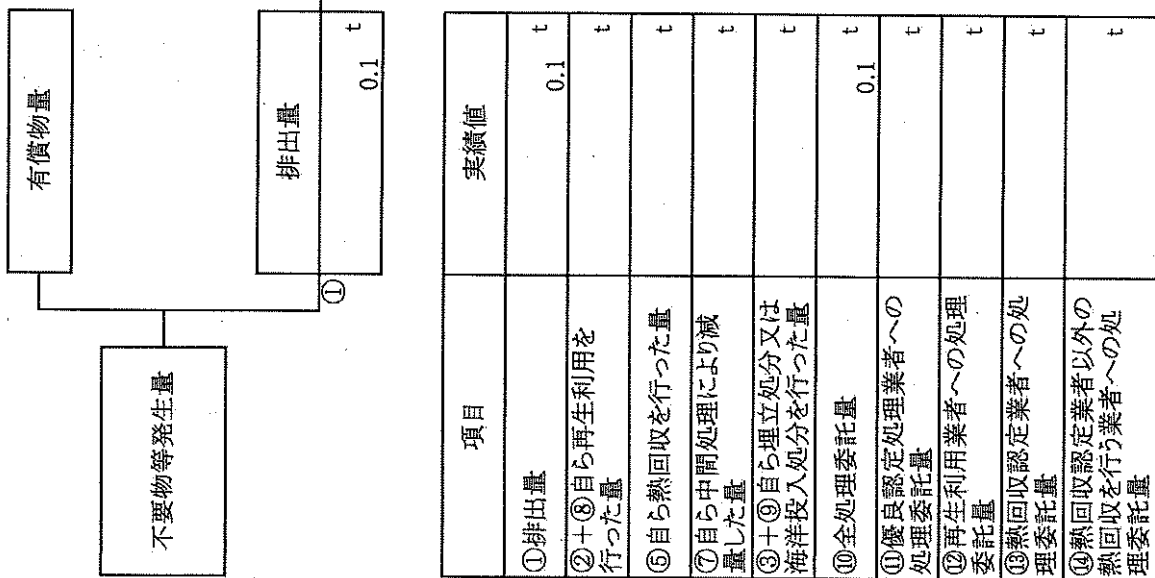 有償物量
不要物等発生量
排出量
0.1 t
①
項目 実績値
①排出量 0.1 t
②+⑧自ら再生利用を
行った量 t
⑤自ら熱回収を行った量 t
⑦自ら中間処理により減
量した量 t
③+⑨自ら埋立処分又は
海洋投入処分を行った量 t
⑩全処理委託量 0.1 t
⑪優良認定処理業者への
処理委託量 t
⑫再生利用業者への処理
委託量 t
⑬熱回収認定業者への処
理委託量 t
⑭熱回収認定業者以外の
熱回収を行う業者への処
理委託量 t